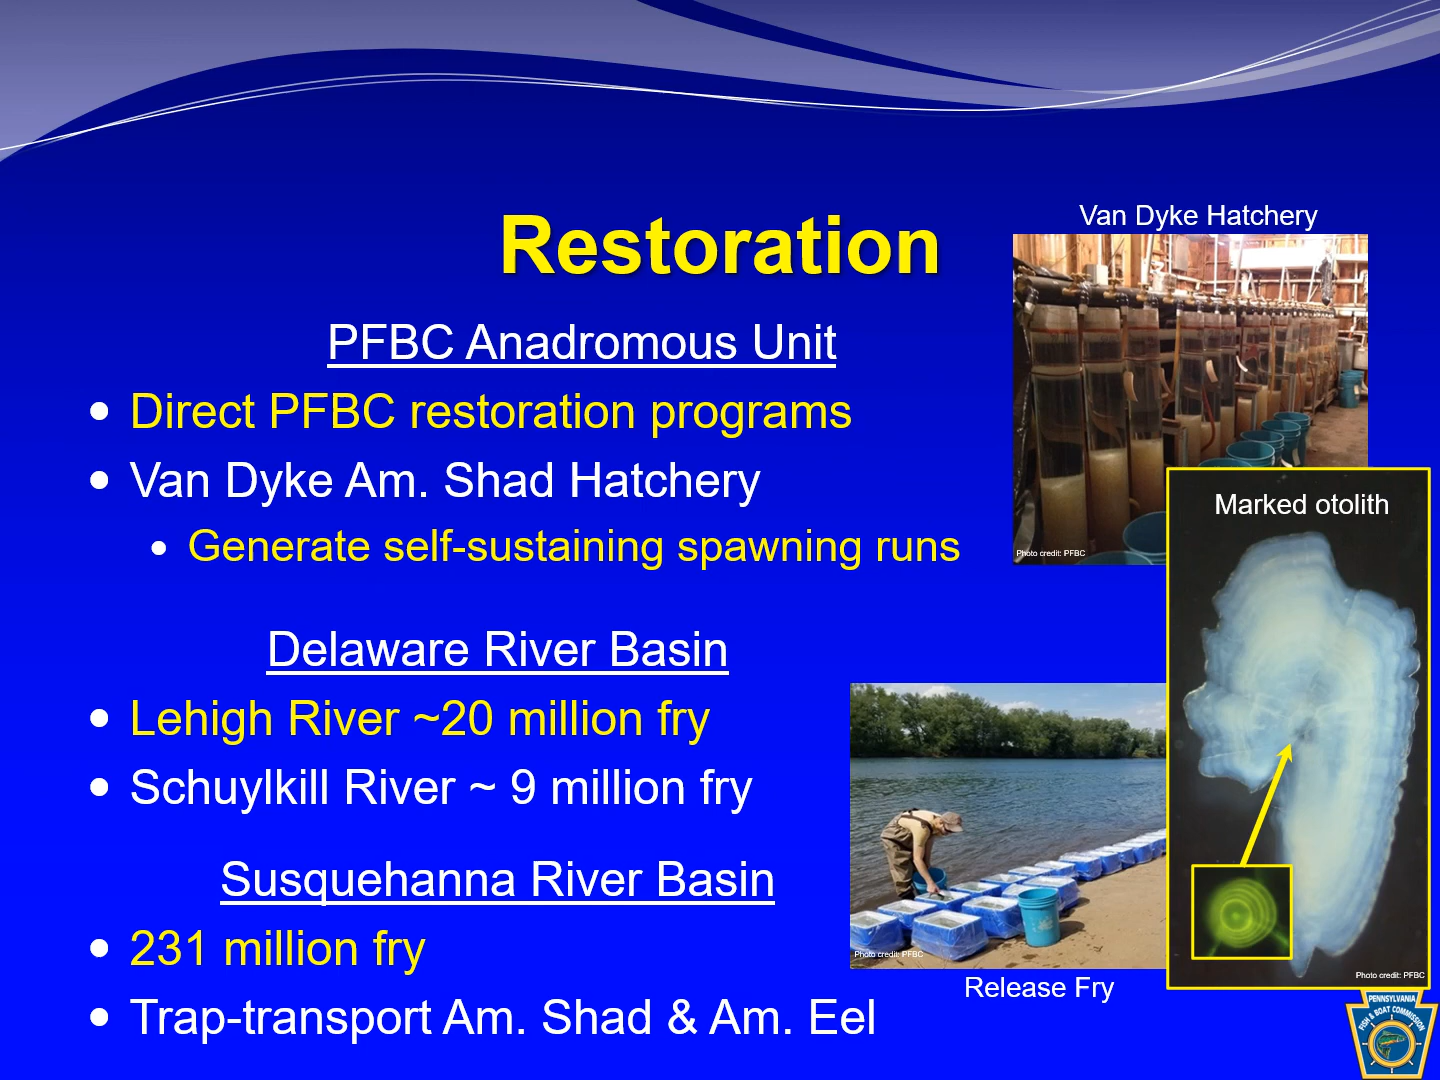 Restoration
PFBC Anadromous Unit
Direct PFBC restoration programs
Van Dyke Am. Shad Hatchery
Generate self-sustaining spawning runs
Delaware River Basin
Lehigh River ~20 million fry
Schuylkill River ~ 9 million fry
Susquehanna River Basin
231 million fry
Trap-transport Am. Shad & Am. Eel
Van Dyke Hatchery
Photo credit: PFBC
Marked otolith
Photo credit: PFBC
Photo credit: PFBC
Release Fry
PENNSYLVANIA
FISH & BOAT COMMISSION